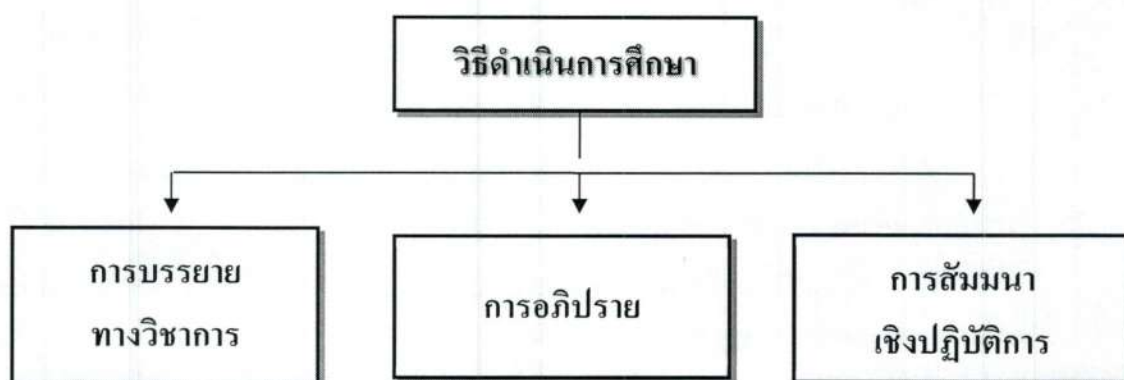 วิธีดำเนินการศึกษา
การบรรยาย
ทางวิชาการ
การอภิปราย
การสัมมนา
เชิงปฏิบัติการ